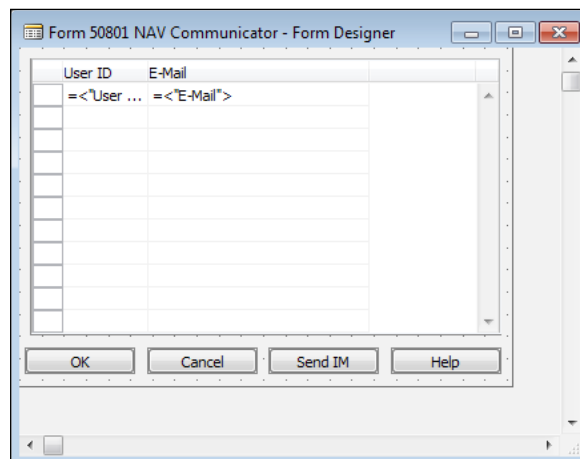 Form 50801 NAV Communicator - Form Designer
User ID E-Mail
=<"User ... =<"E-Mail">
OK Cancel Send IM Help